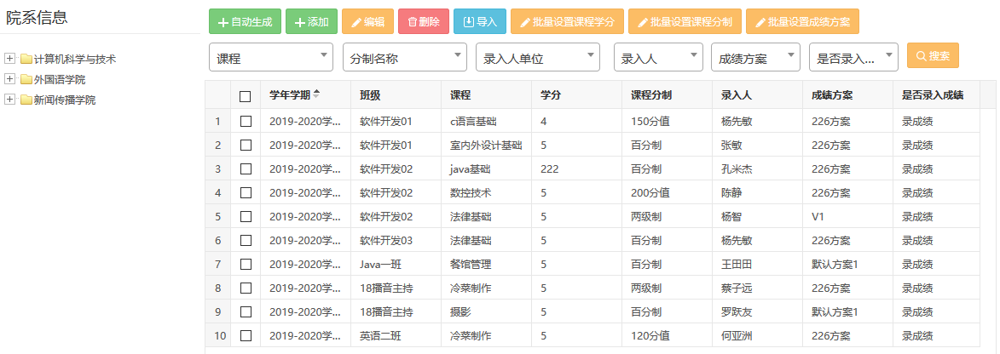 院系信息
自动生成 添加 编辑 删除 导入 批量设置课程学分 批量设置课程分制 批量设置成绩方案
课程 分制名称 录入人单位 录入人 成绩方案 是否录入... 搜索
计算机科学与技术
外国语学院
新闻传播学院
学年学期 班级 课程 学分 课程分制 录入人 成绩方案 是否录入成绩
1 2019-2020学... 软件开发01 c语言基础 4 150分值 杨先敏 226方案 录成绩
2 2019-2020学... 软件开发01 室内外设计基础 5 百分制 张敏 226方案 录成绩
3 2019-2020学... 软件开发02 java基础 222 百分制 孔米杰 226方案 录成绩
4 2019-2020学... 软件开发02 数控技术 5 200分值 陈静 226方案 录成绩
5 2019-2020学... 软件开发02 法律基础 5 两级制 杨智 V1 录成绩
6 2019-2020学... 软件开发03 法律基础 5 百分制 杨先敏 226方案 录成绩
7 2019-2020学... Java一班 餐馆管理 5 百分制 王田田 默认方案1 录成绩
8 2019-2020学... 18播音主持 冷菜制作 5 两级制 蔡子远 226方案 录成绩
9 2019-2020学... 18播音主持 摄影 5 百分制 罗跃友 默认方案1 录成绩
10 2019-2020学... 英语二班 冷菜制作 5 120分值 何亚洲 226方案 录成绩